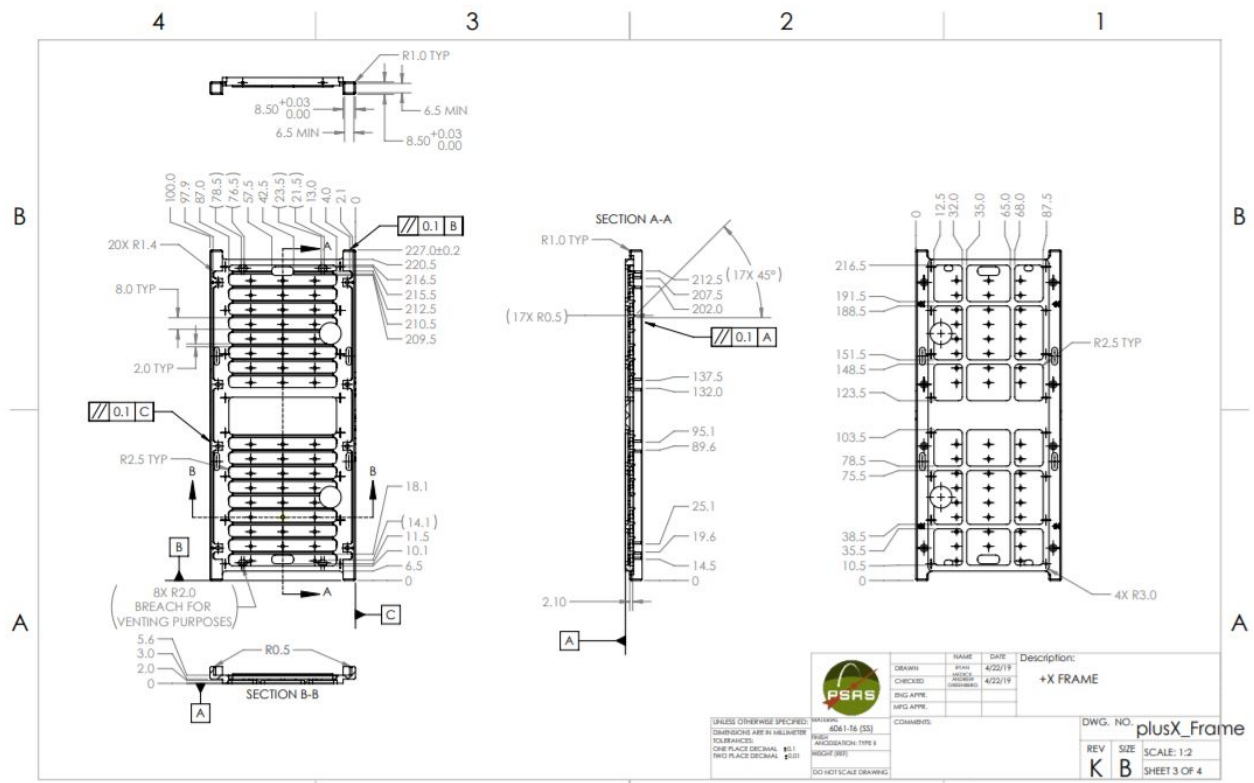 4 3 2 1
B
B
A
A
R1.0 TYP
8.50 +0.03 0.00
6.5 MIN
6.5 MIN
8.50 +0.03 0.00
100.0
97.9
87.0
(78.5)
(76.5)
57.5
42.5
(23.5)
(21.5)
13.0
4.0
2.1
0
// 0.1 B
A
20X R1.4
8.0 TYP
2.0 TYP
// 0.1 C
R2.5 TYP
B
B
227.0±0.2
220.5
216.5
215.5
212.5
210.5
209.5
18.1
(14.1)
11.5
10.1
6.5
0
B
A
C
(8X R2.0
BREACH FOR
VENTING PURPOSES)
5.6
3.0
2.0
0
R0.5
A
SECTION B-B
SECTION A-A
R1.0 TYP
(17X 45°)
(17X R0.5)
212.5
207.5
202.0
// 0.1 A
137.5
132.0
95.1
89.6
25.1
19.6
14.5
0
2.10
A
0
12.5
32.0
35.0
65.0
68.0
87.5
216.5
191.5
188.5
151.5
148.5
123.5
103.5
78.5
75.5
38.5
35.5
10.5
0
R2.5 TYP
4X R3.0
PSAS
NAME DATE
DRAWN 4/22/19
CHECKED 4/22/19
ENG APPR.
MFG APPR.
COMMENTS:
Description:
+X FRAME
UNLESS OTHERWISE SPECIFIED:
DIMENSIONS ARE IN MILLIMETER
TOLERANCES:
ONE PLACE DECIMAL ±0.1
TWO PLACE DECIMAL ±0.01
MATERIAL
6061-T6 (SS)
FINISH
ANODIZATION: TYPE II
WEIGHT (REF)
DO NOT SCALE DRAWING
DWG. NO. plusX_Frame
REV K
SIZE B
SCALE: 1:2
SHEET 3 OF 4